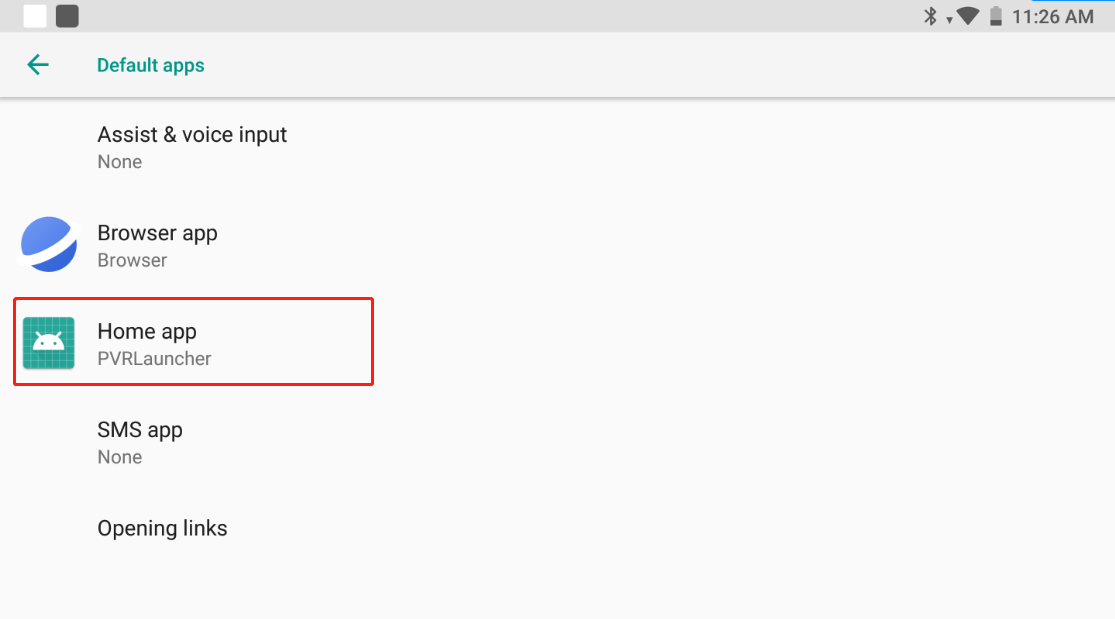 11:26 AM
Default apps
Assist & voice input
None
Browser app
Browser
Home app
PVRLauncher
SMS app
None
Opening links